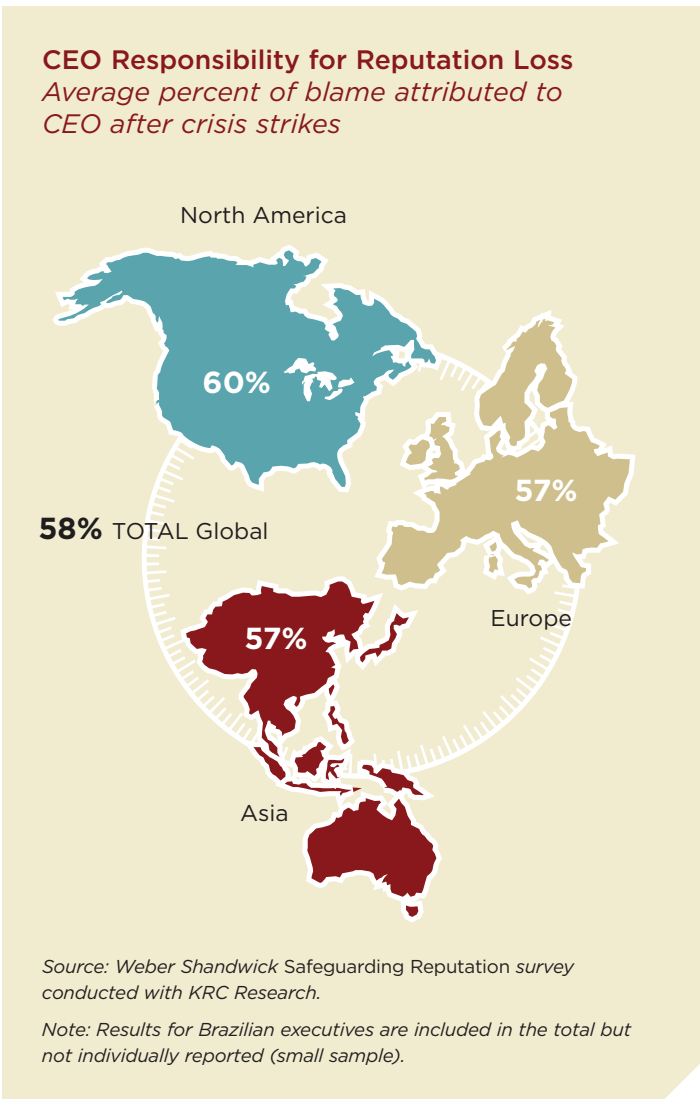 CEO Responsibility for Reputation Loss
Average percent of blame attributed to
CEO after crisis strikes
North America
60%
57%
58% TOTAL Global
Europe
57%
Asia
Source: Weber Shandwick Safeguarding Reputation survey
conducted with KRC Research.
Note: Results for Brazilian executives are included in the total but
not individually reported (small sample).